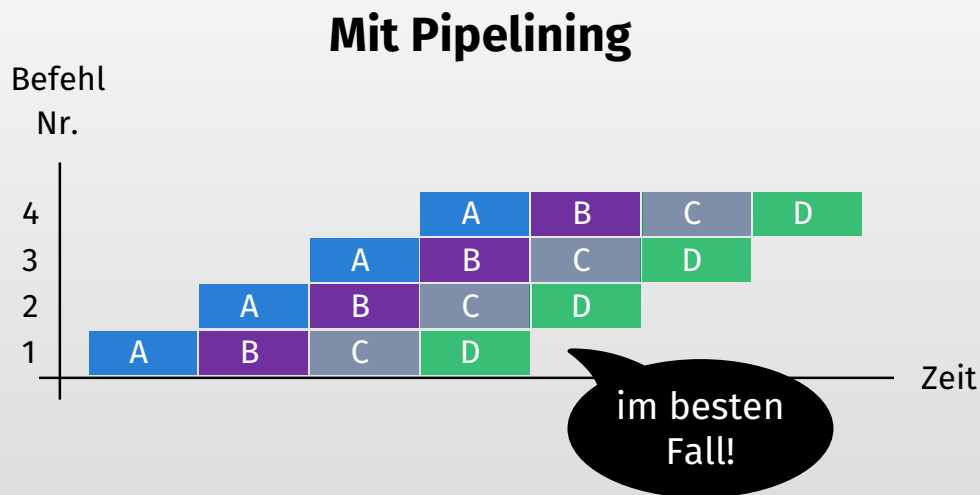 Mit Pipelining
Befehl
Nr.
4 A B C D
3 A B C D
2 A B C D
1 A B C D
Zeit
im besten
Fall!